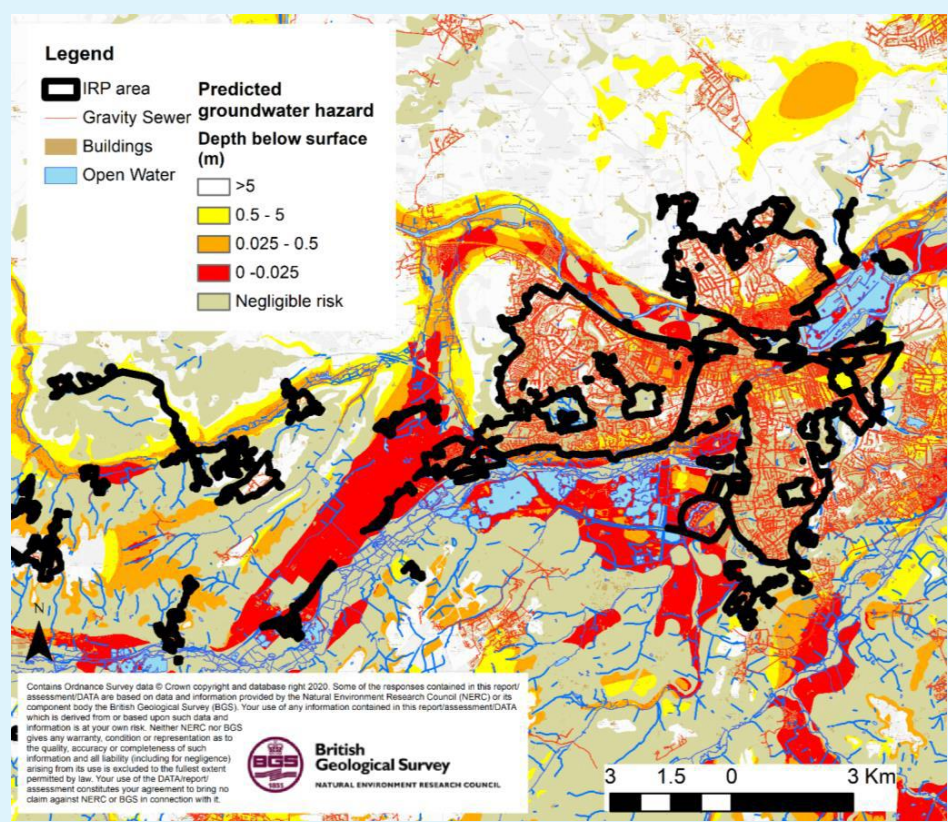 Legend
IRP area
Gravity Sewer
Buildings
Open Water
Predicted
groundwater hazard
Depth below surface
(m)
>5
0.5 - 5
0.025 - 0.5
0 -0.025
Negligible risk
N
Contains Ordnance Survey data © Crown copyright and database right 2020. Some of the responses contained in this report/
assessment/DATA are based on data and information provided by the Natural Environment Research Council (NERC) or its
component body the British Geological Survey (BGS). Your use of any information contained in this report/assessment/DATA
which is derived from or based upon such data and
information is at your own risk. Neither NERC nor BGS
gives any warranty, condition or representation as to
the quality, accuracy or completeness of such
information and all liability (including for negligence)
arising from its use is excluded to the fullest extent
permitted by law. Your use of the DATA/report/
assessment constitutes your agreement to bring no
claim against NERC or BGS in connection with it.
BGS
1835
British
Geological Survey
NATURAL ENVIRONMENT RESEARCH COUNCIL
3 1.5 0 3 Km